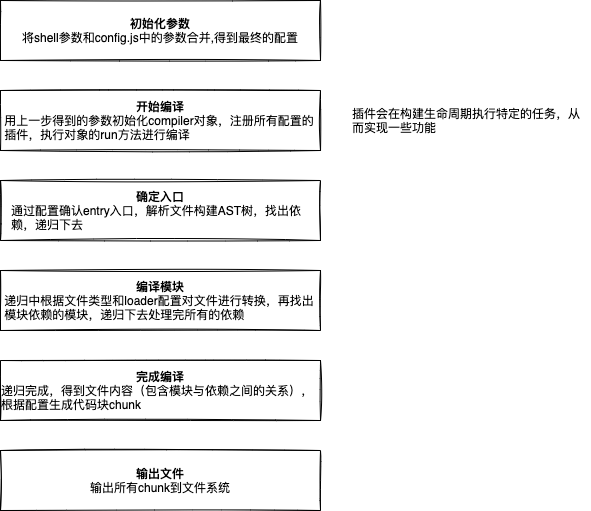 初始化参数
将shell参数和config.js中的参数合并,得到最终的配置
开始编译
用上一步得到的参数初始化compiler对象，注册所有配置的
插件，执行对象的run方法进行编译
插件会在构建生命周期执行特定的任务，从
而实现一些功能
确定入口
通过配置确认entry入口，解析文件构建AST树，找出依
赖，递归下去
编译模块
递归中根据文件类型和loader配置对文件进行转换，再找出
模块依赖的模块，递归下去处理完所有的依赖
完成编译
递归完成，得到文件内容（包含模块与依赖之间的关系），
根据配置生成代码块chunk
输出文件
输出所有chunk到文件系统